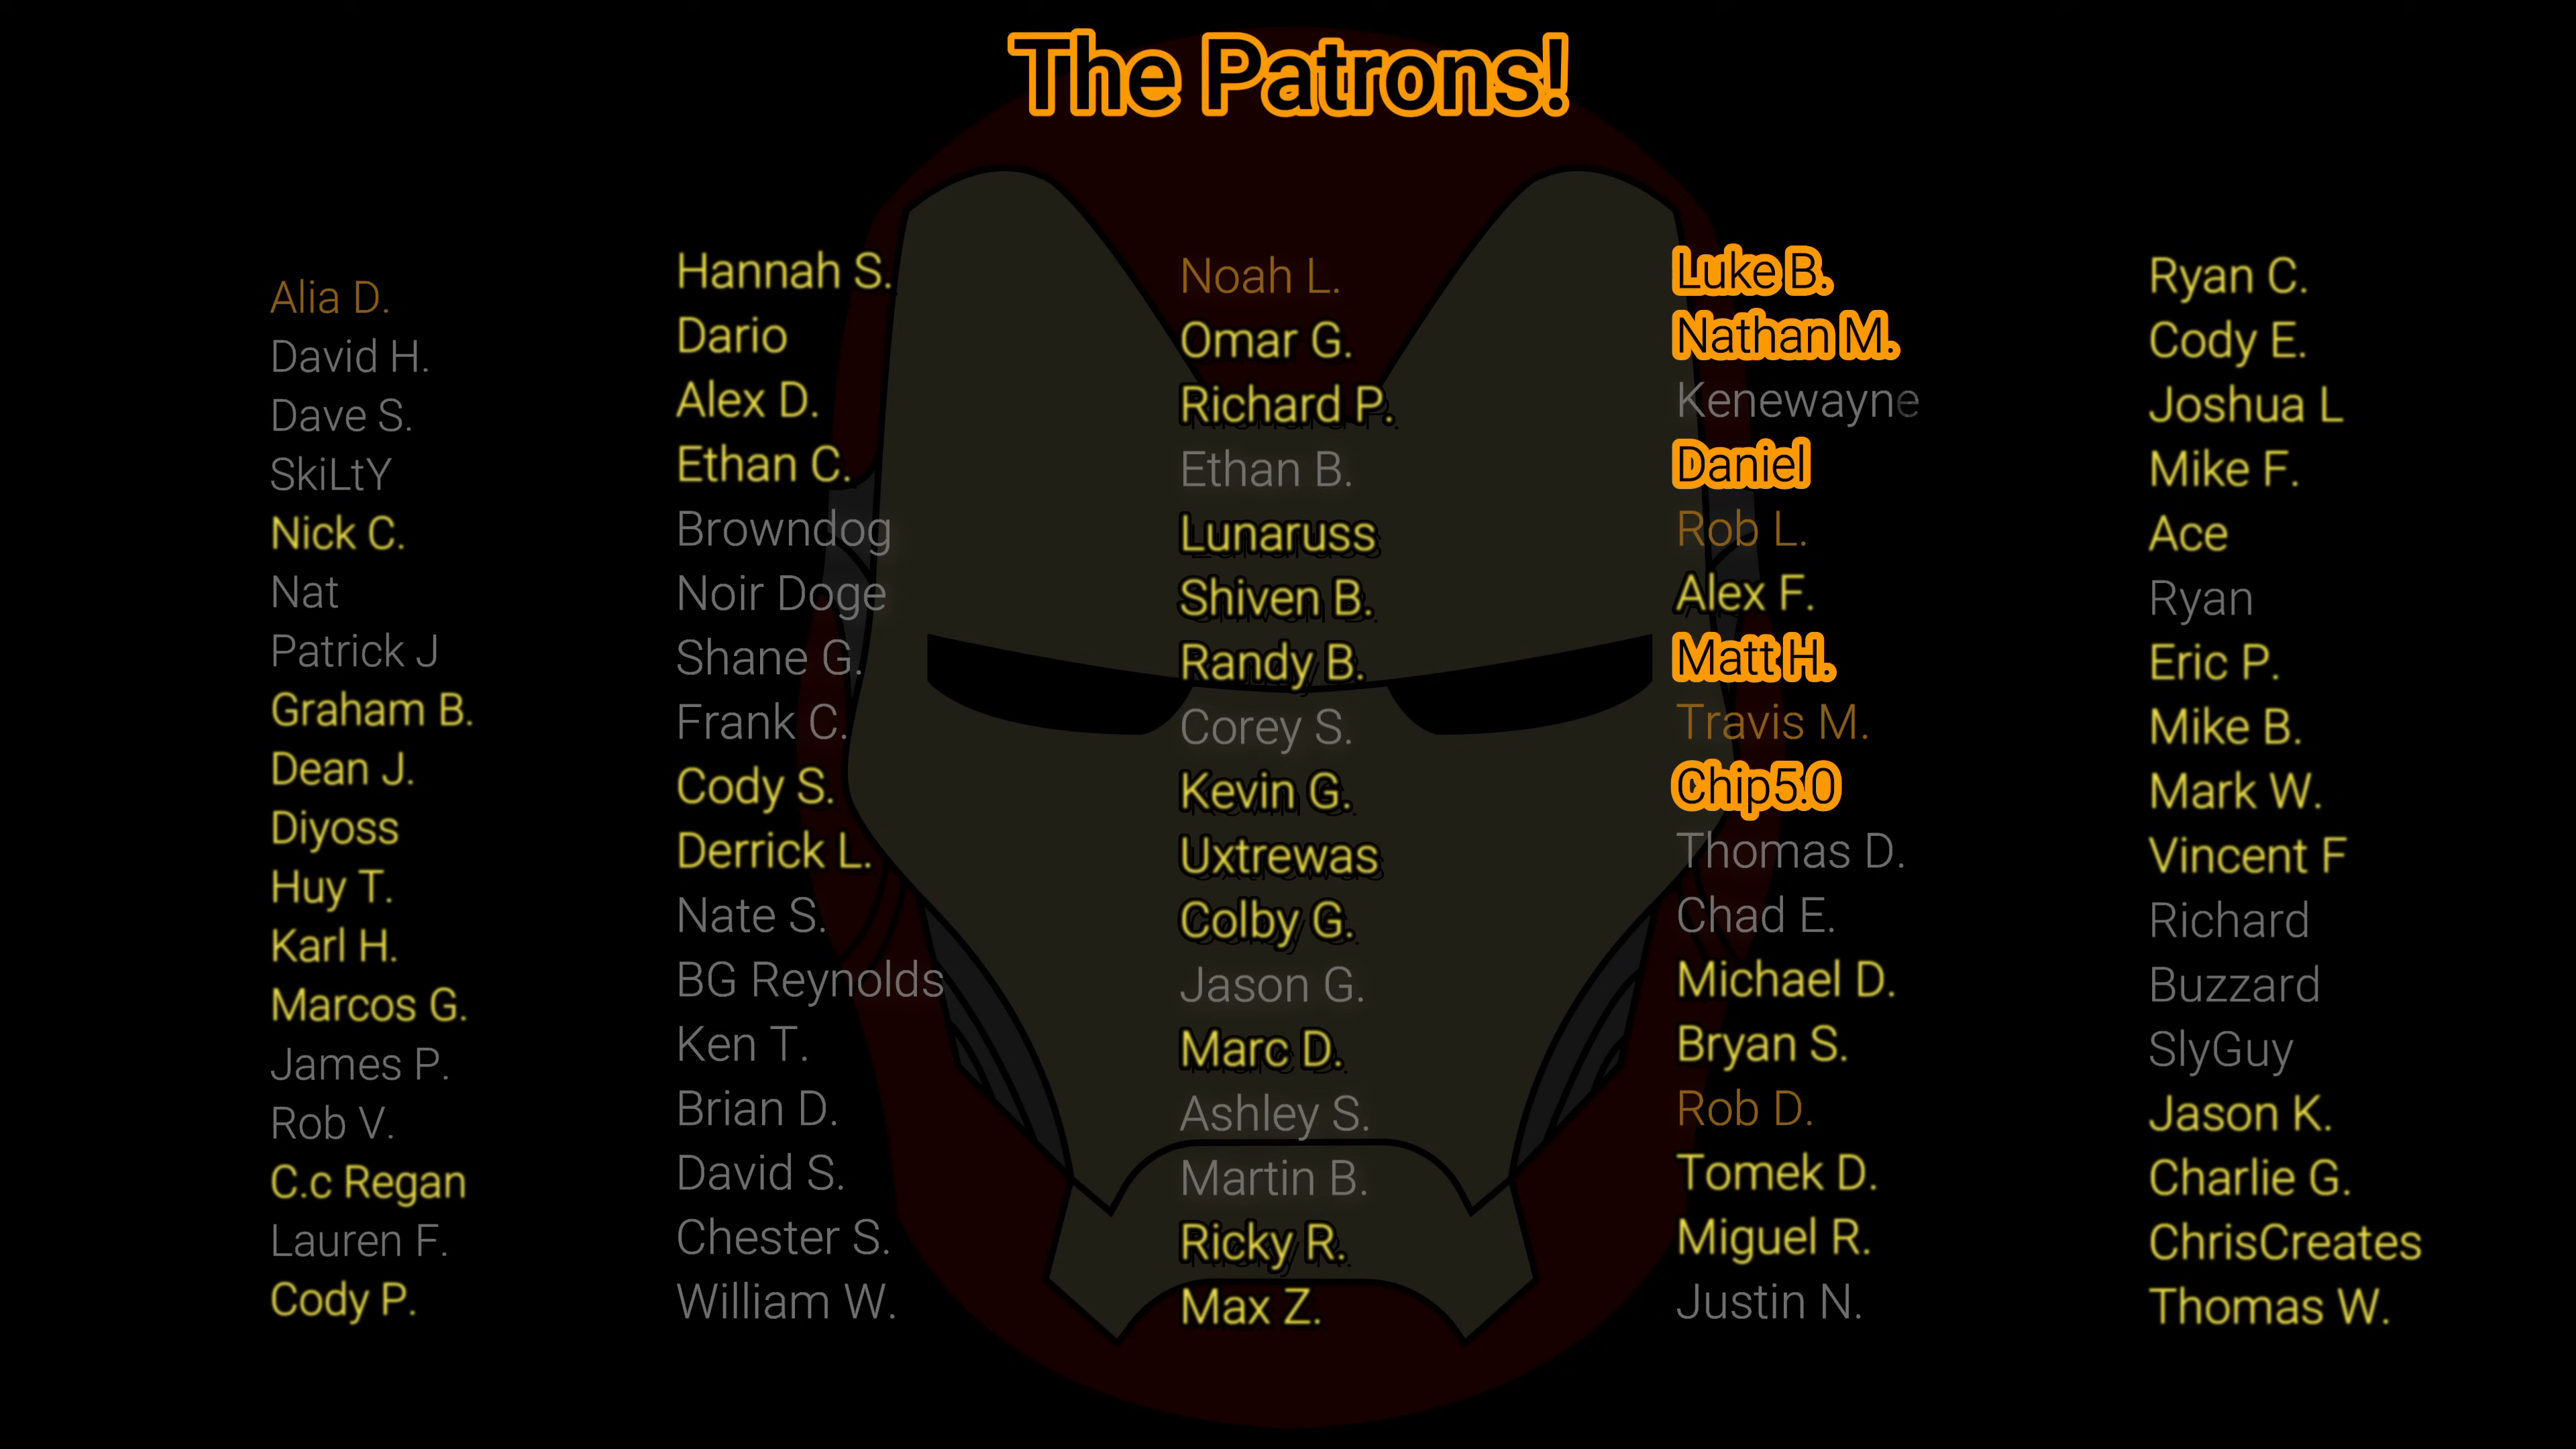 The Patrons!
Alia D.
David H.
Dave S.
SkiLtY
Nick C.
Nat
Patrick J
Graham B.
Dean J.
Diyoss
Huy T.
Karl H.
Marcos G.
James P.
Rob V.
C.c Regan
Lauren F.
Cody P.
Hannah S.
Dario
Alex D.
Ethan C.
Browndog
Noir Doge
Shane G.
Frank C.
Cody S.
Derrick L.
Nate S.
BG Reynolds
Ken T.
Brian D.
David S.
Chester S.
William W.
Noah L.
Omar G.
Richard P.
Ethan B.
Lunaruss
Shiven B.
Randy B.
Corey S.
Kevin G.
Uxtrewas
Colby G.
Jason G.
Marc D.
Ashley S.
Martin B.
Ricky R.
Max Z.
Luke B.
Nathan M.
Kenewayne
Daniel
Rob L.
Alex F.
Matt H.
Travis M.
Chip5.0
Thomas D.
Chad E.
Michael D.
Bryan S.
Rob D.
Tomek D.
Miguel R.
Justin N.
Ryan C.
Cody E.
Joshua L
Mike F.
Ace
Ryan
Eric P.
Mike B.
Mark W.
Vincent F
Richard
Buzzard
SlyGuy
Jason K.
Charlie G.
ChrisCreates
Thomas W.